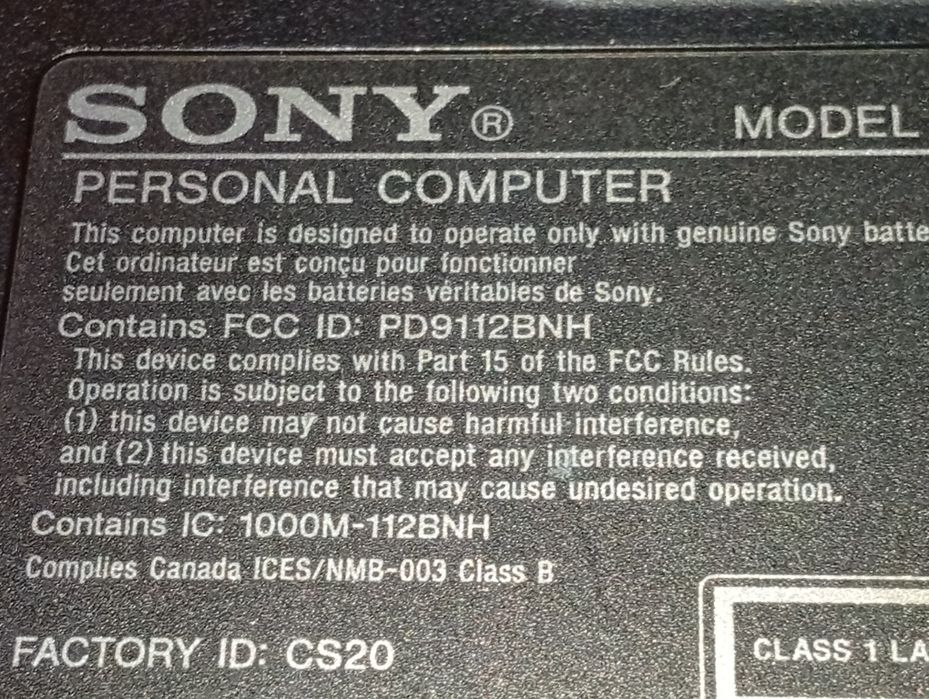 SONY® MODEL
PERSONAL COMPUTER
This computer is designed to operate only with genuine Sony batte
Cet ordinateur est conçu pour fonctionner
seulement avec les batteries véritables de Sony.
Contains FCC ID: PD9112BNH
This device complies with Part 15 of the FCC Rules.
Operation is subject to the following two conditions:
(1) this device may not cause harmful interference,
and (2) this device must accept any interference received,
including interference that may cause undesired operation.
Contains IC: 1000M-112BNH
Complies Canada ICES/NMB-003 Class B
FACTORY ID: CS20
CLASS 1 LA